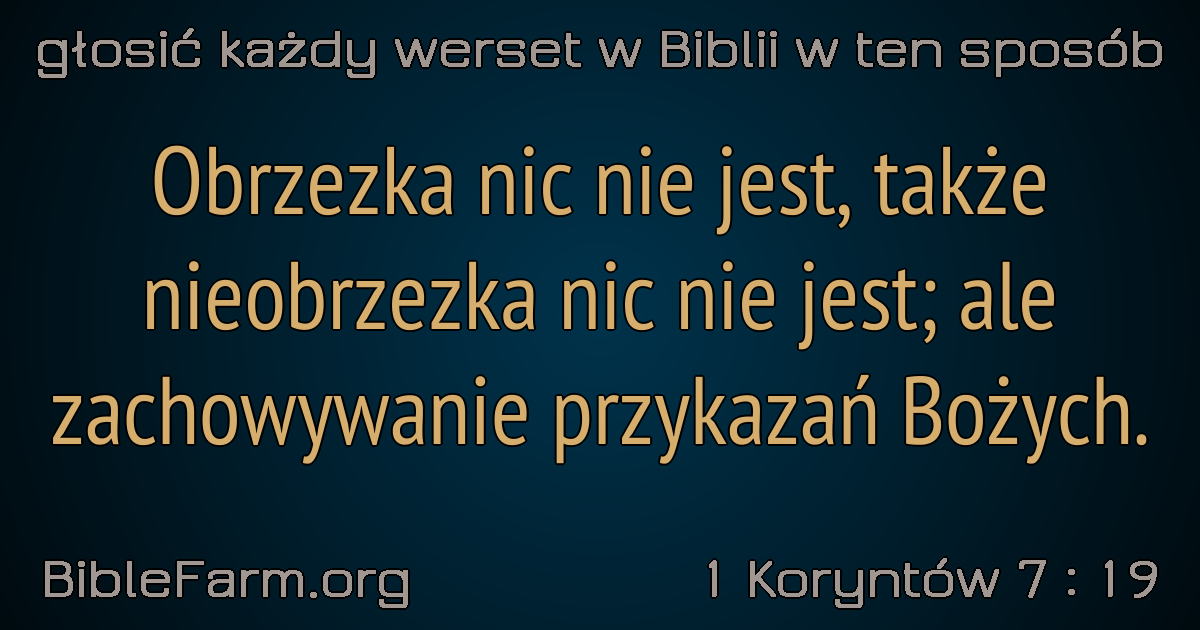 głosić każdy werset w Biblii w ten sposób
Obrzezka nic nie jest, także
nieobrzezka nic nie jest; ale
zachowywanie przykazań Bożych.
BibleFarm.org
1 Koryntów 7 : 19